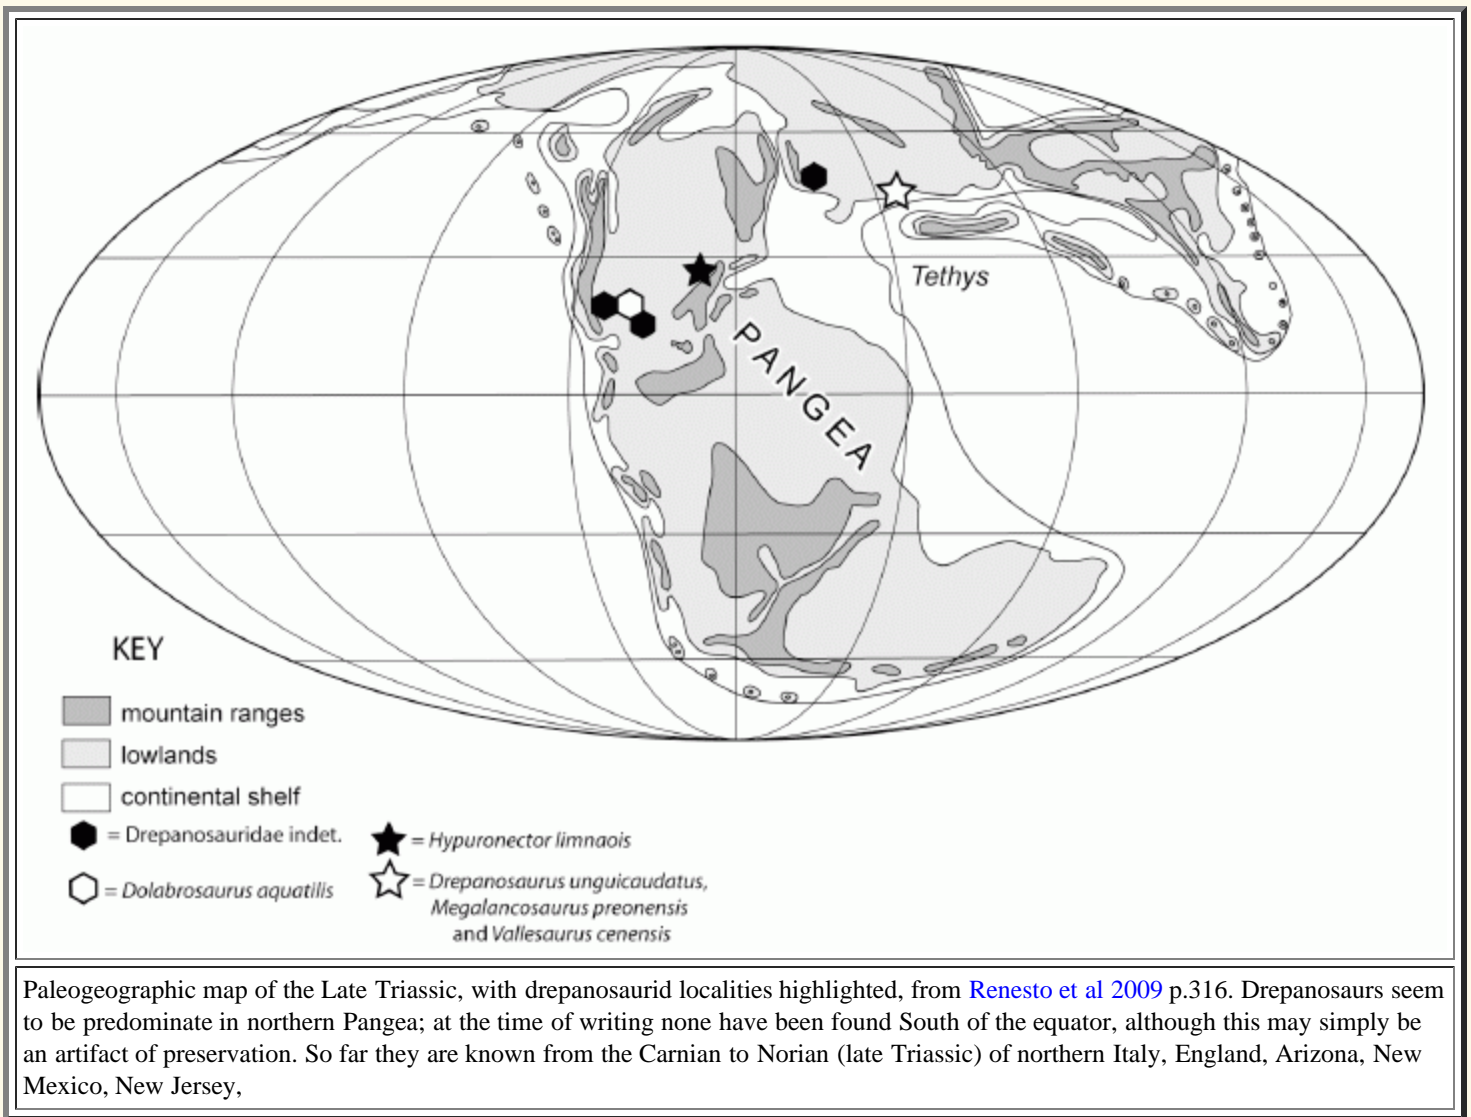 Tethys
PANGEA
KEY
mountain ranges
lowlands
continental shelf
= Drepanosauridae indet.
= Dolabrosaurus aquatilis
= Hypuronector limnaois
= Drepanosaurus unguicaudatus,
Megalancosaurus preonensis
and Vallesaurus cenensis
Paleogeographic map of the Late Triassic, with drepanosaurid localities highlighted, from Renesto et al 2009 p.316. Drepanosaurs seem
to be predominate in northern Pangea; at the time of writing none have been found South of the equator, although this may simply be
an artifact of preservation. So far they are known from the Carnian to Norian (late Triassic) of northern Italy, England, Arizona, New
Mexico, New Jersey,